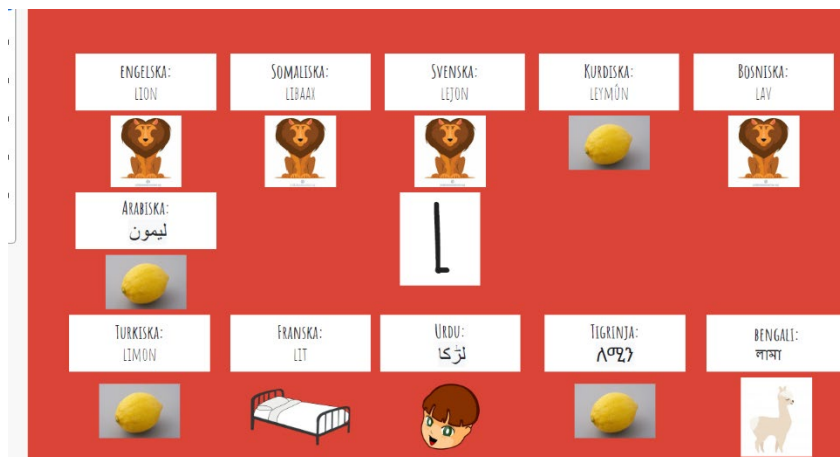 ENGELSKA:
LION
SOMALISKA:
LIBAAX
SVENSKA:
LEJON
KURDISKA:
LEYMÛN
BOSNISKA:
LAV
ARABISKA:
ليمون
L
TURKISKA:
LIMON
FRANSKA:
LIT
URDU:
لڑکا
TIGRINJA:
ለሚን
BENGALI:
লামা